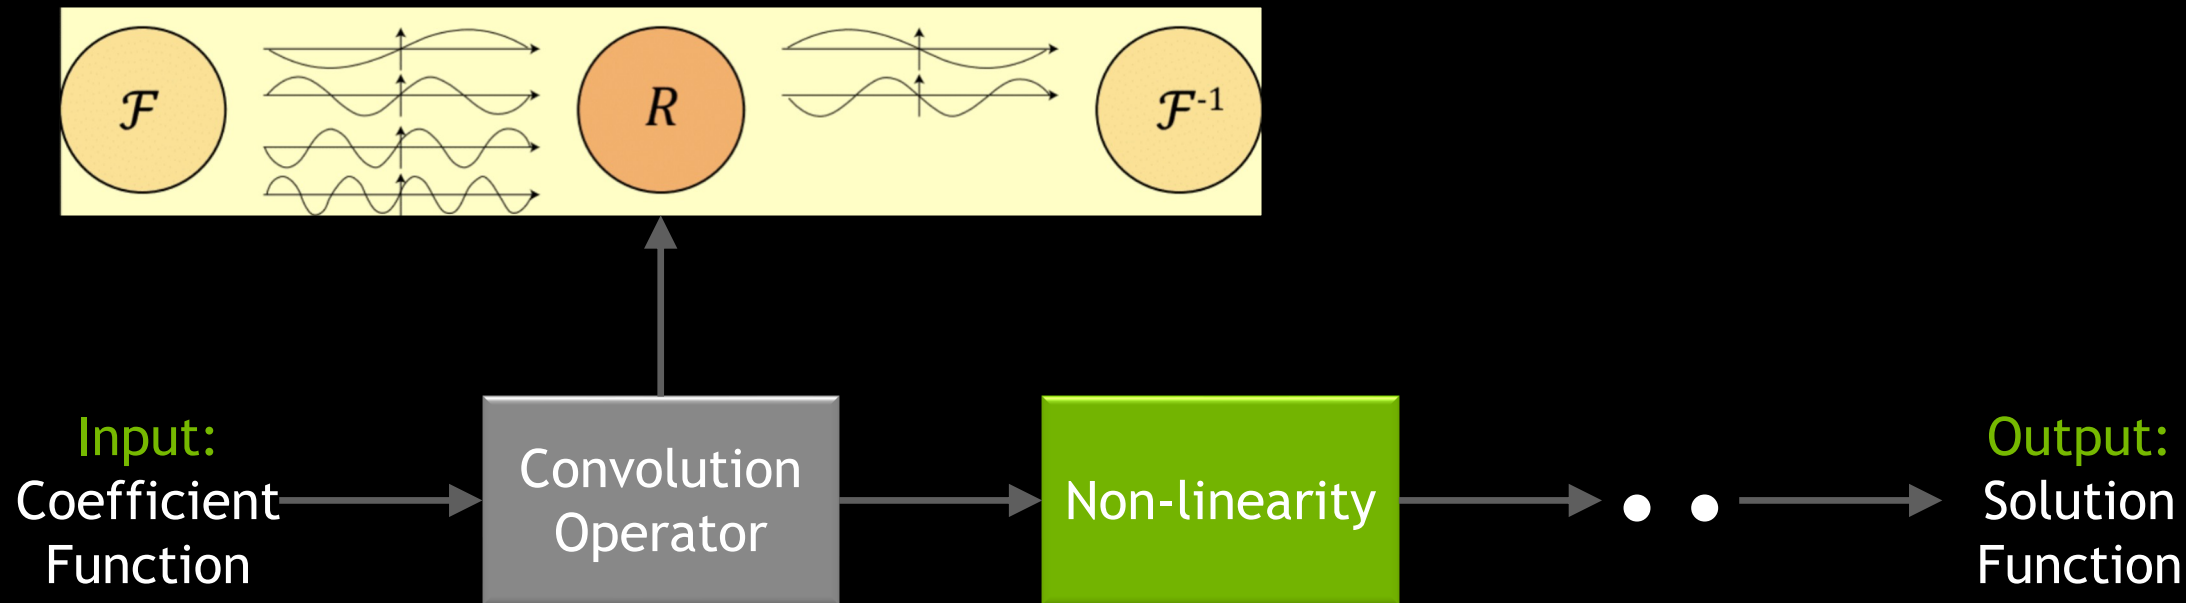 ℱ
R
ℱ⁻¹
Input:
Coefficient
Function
Convolution
Operator
Non-linearity
Output:
Solution
Function